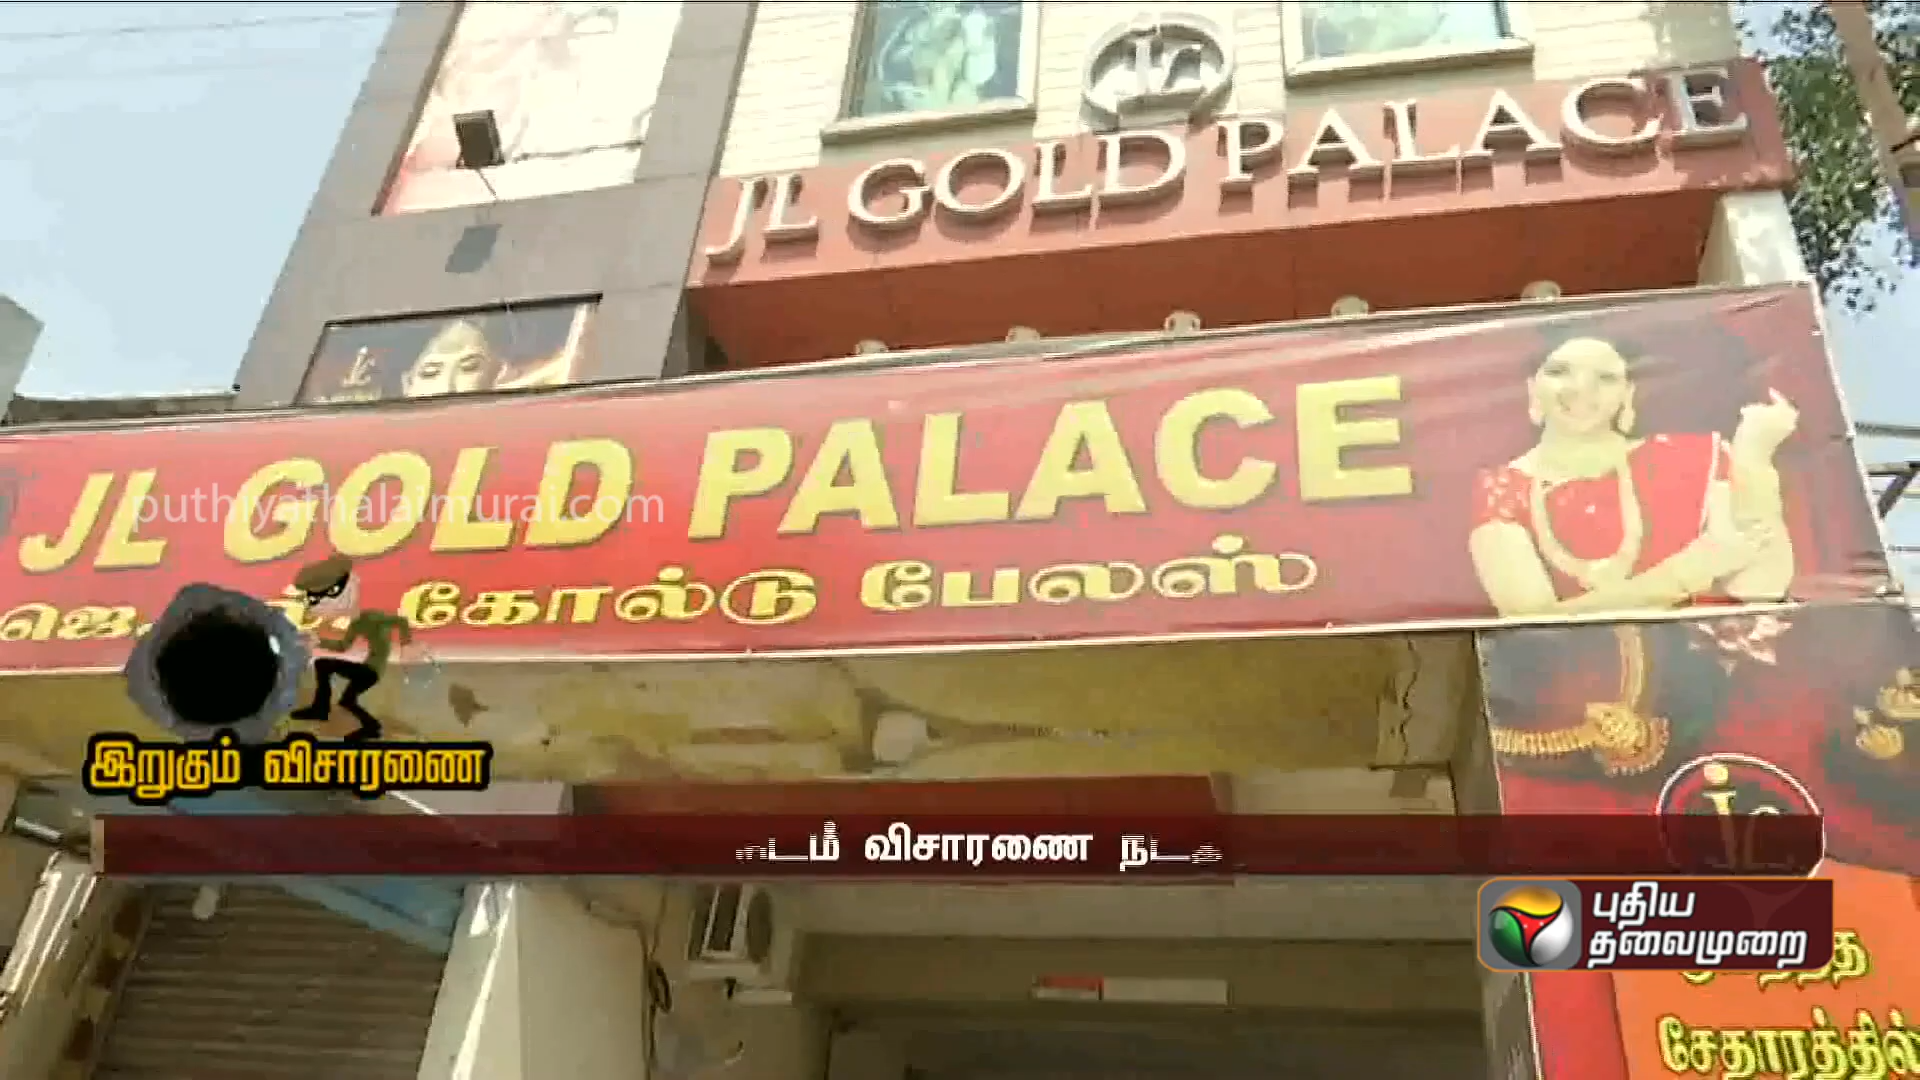 JL GOLD PALACE
JL GOLD PALACE
puthiyathalaimurai.com
கோல்டு பேலஸ்
இறுகும் விசாரணை
விசாரணை
புதிய
தலைமுறை
சேதாரத்தில்